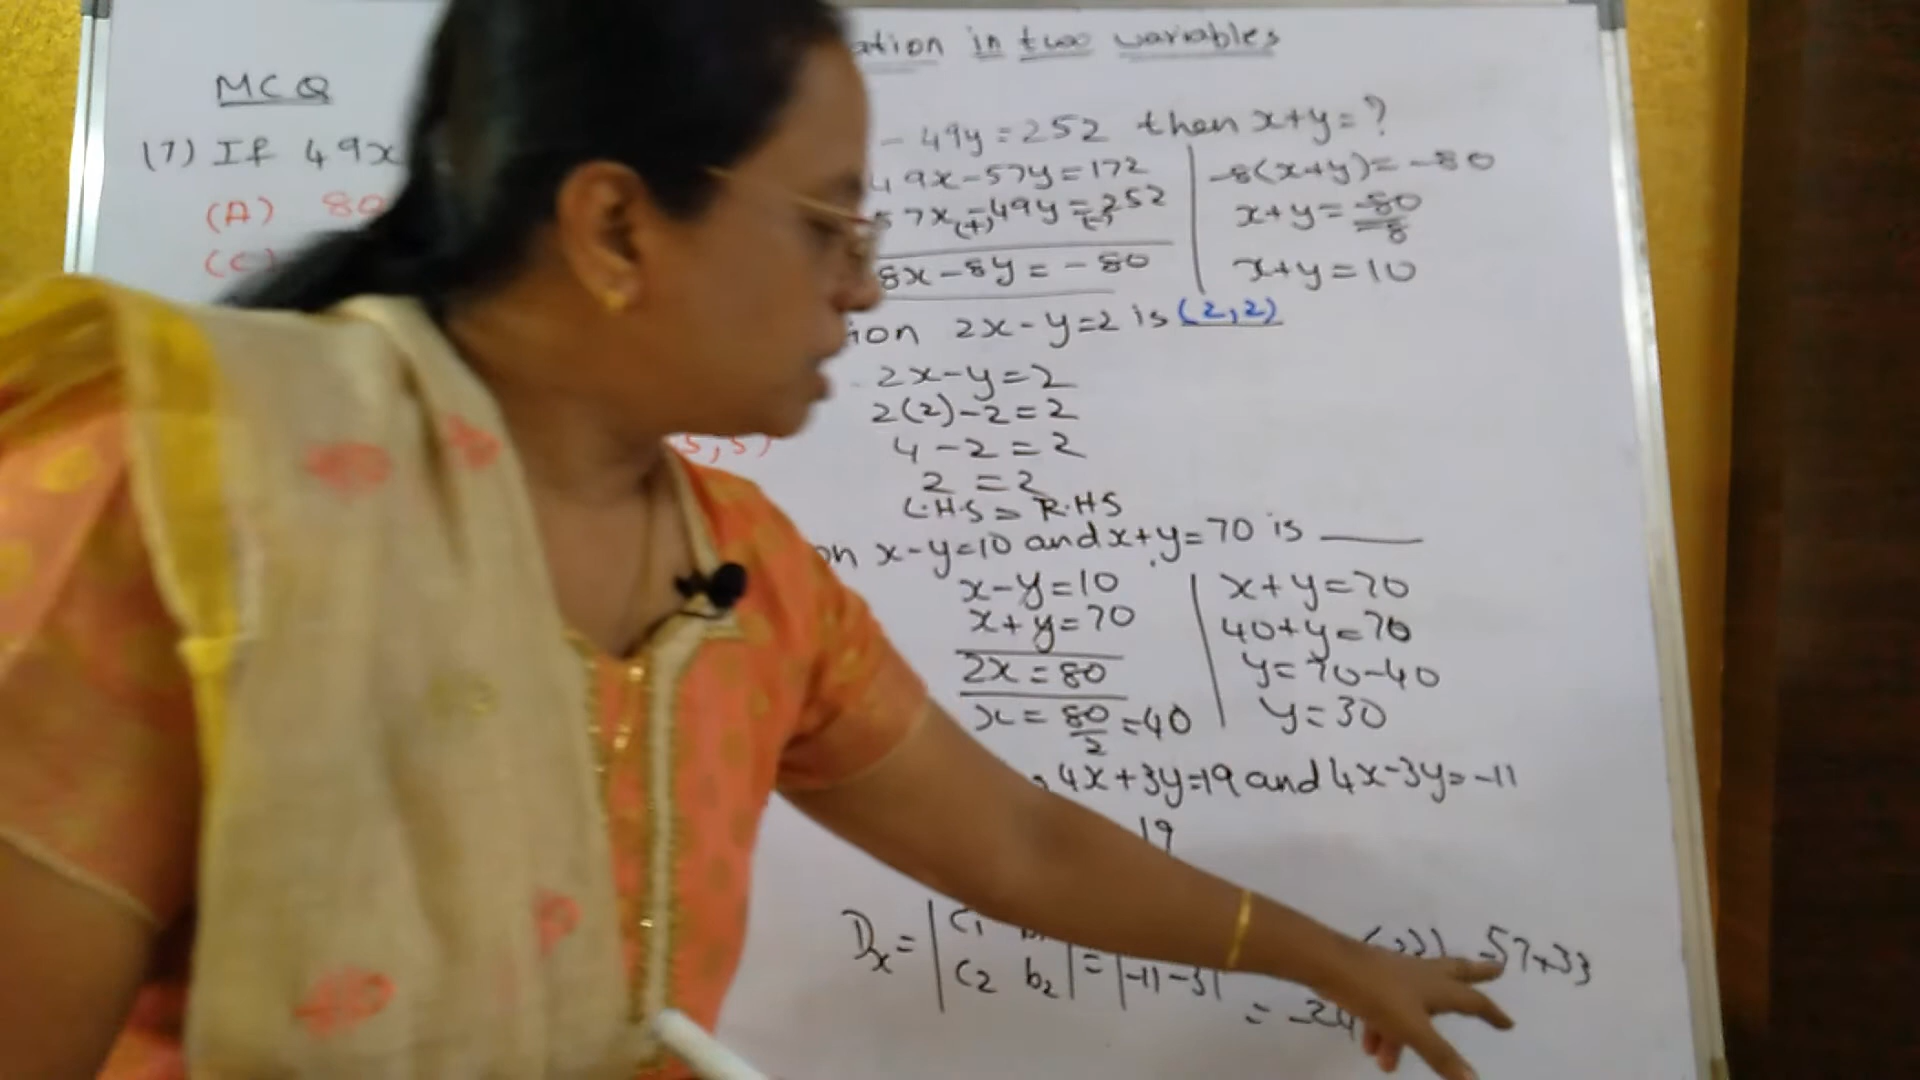 ation in two variables
MCQ
(7) If 49x - 49y=252 then x+y=?
(A) 80
(C)
49x-57y=172
57x-49y=252
(+) (-)
8x-8y=-80
-8(x+y)=-80
x+y=-80/-8
x+y=10
ion 2x-y=2 is (2,2)
2x-y=2
2(2)-2=2
4-2=2
2=2
L.H.S=R.H.S
5,5)
on x-y=10 and x+y=70 is ____
x-y=10
x+y=70
2x=80
x=80/2=40
x+y=70
40+y=70
y=70-40
y=30
4x+3y=19 and 4x-3y=-11
19
Dx=|C1
C2 b2|=|-11 -3|
-57+33
=-24